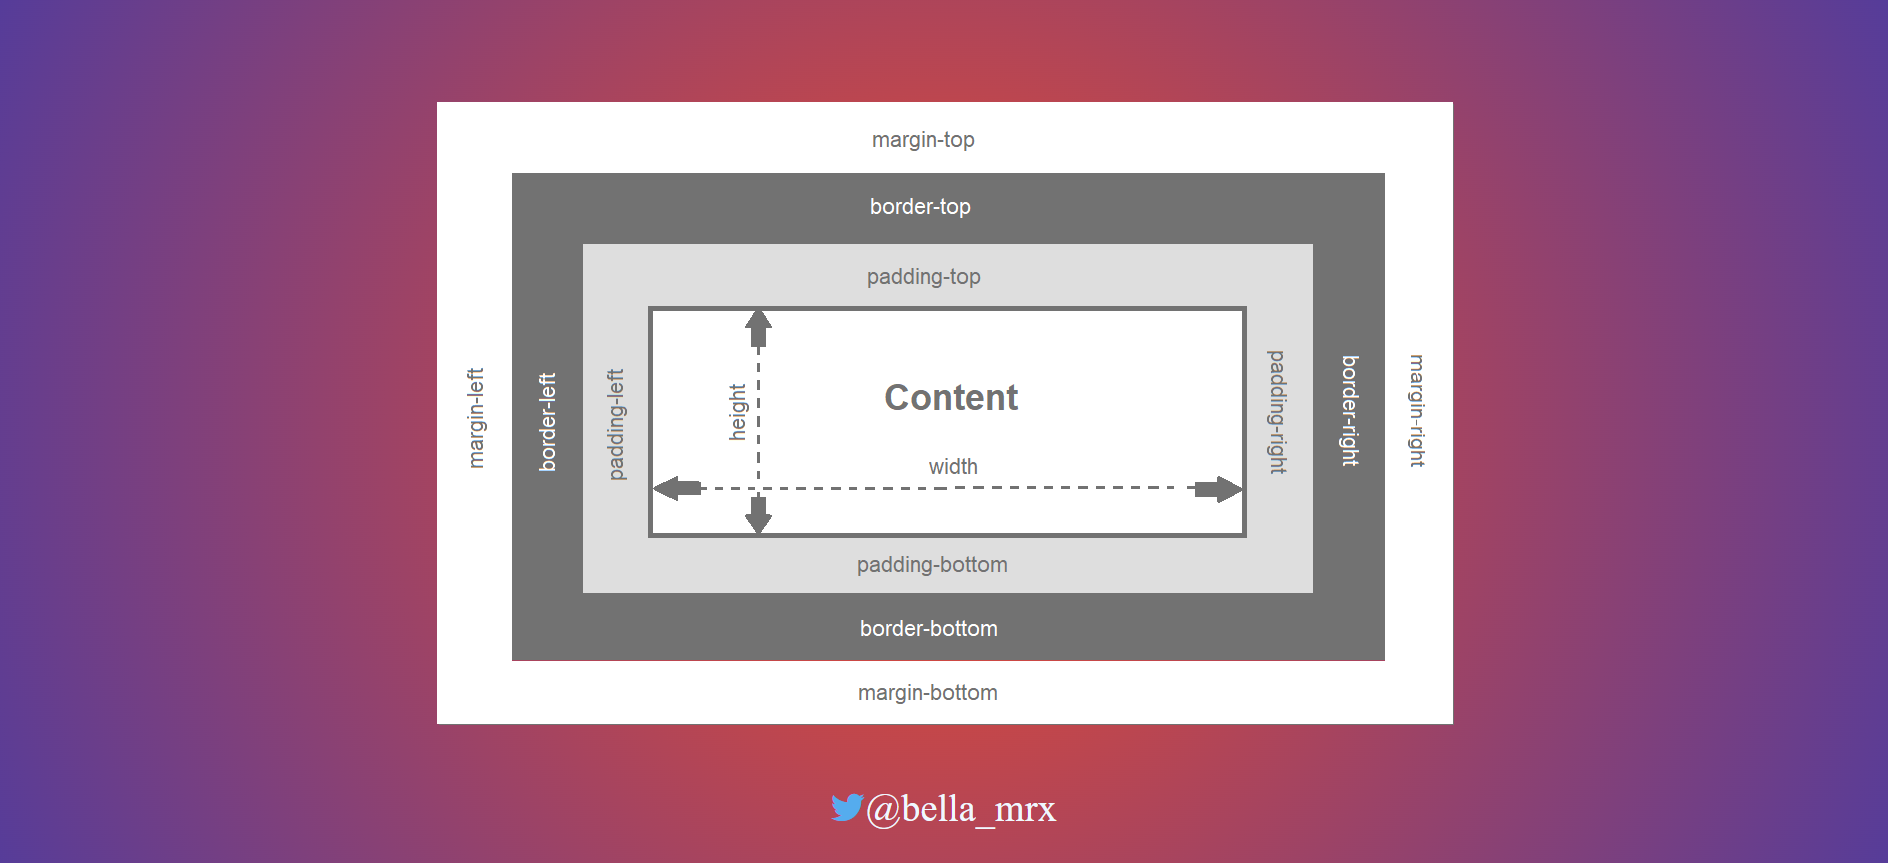 margin-top
border-top
padding-top
margin-left
border-left
padding-left
height
Content
width
padding-right
border-right
margin-right
padding-bottom
border-bottom
margin-bottom
@bella_mrx